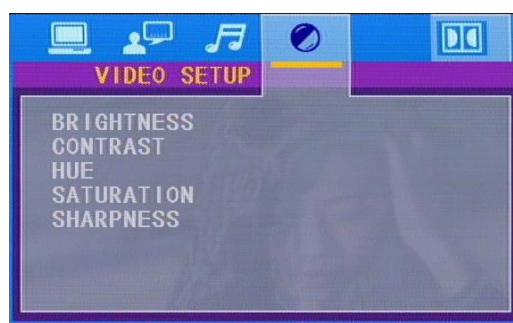 VIDEO SETUP
BRIGHTNESS
CONTRAST
HUE
SATURATION
SHARPNESS